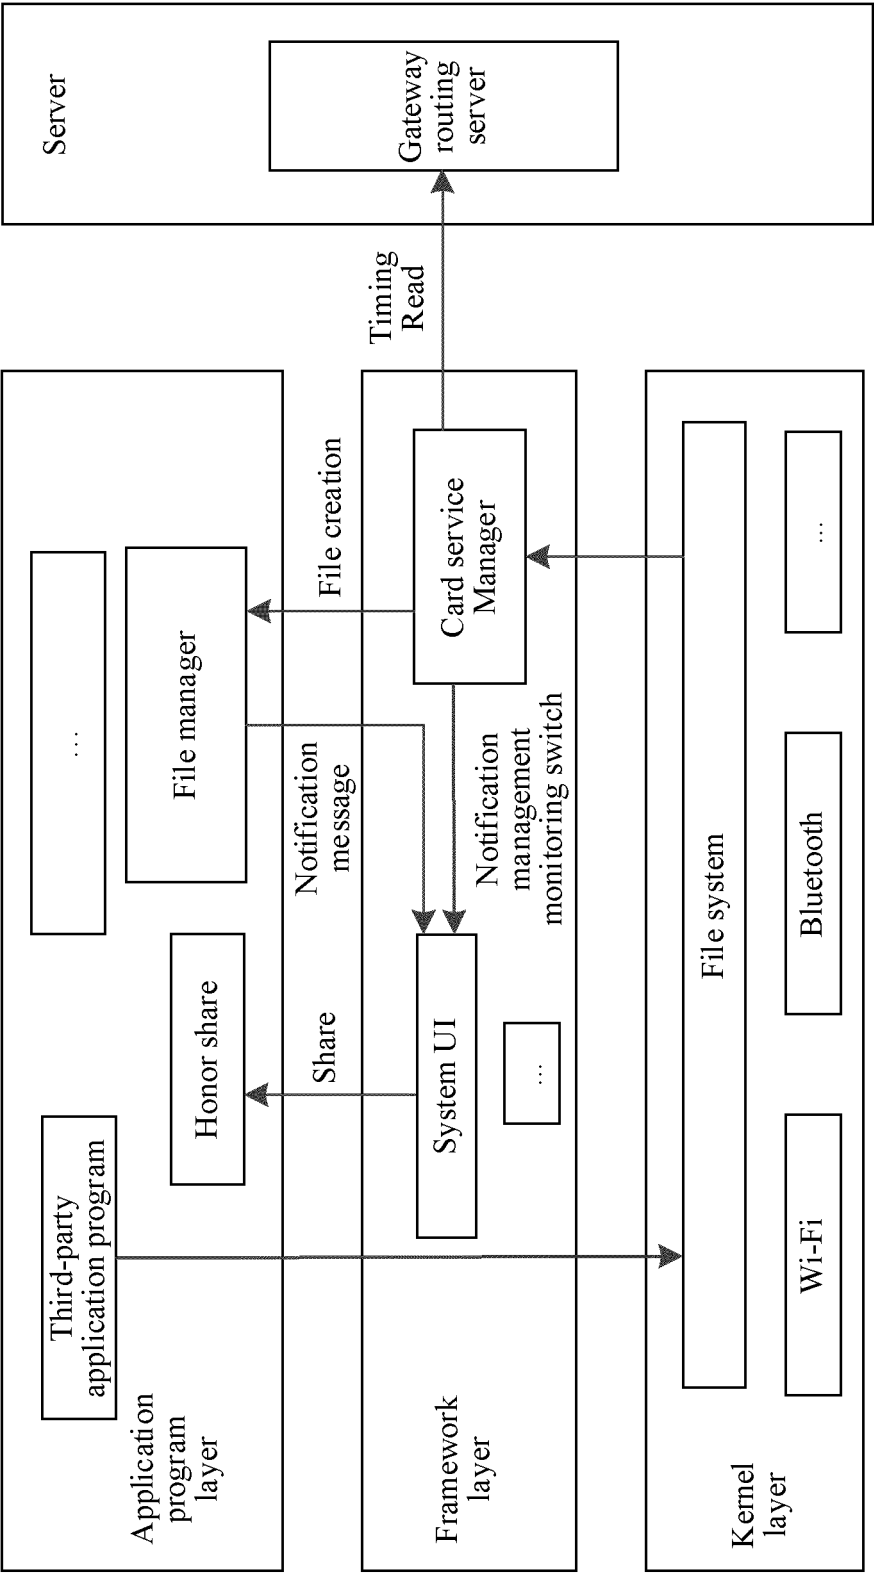 Application
program
layer
Third-party
application program
Honor share
...
File manager
Share
Notification
message
File creation
Framework
layer
System UI
...
Notification
management
monitoring switch
Card service
Manager
Timing
Read
Server
Gateway
routing
server
Kernel
layer
File system
Wi-Fi
Bluetooth
...